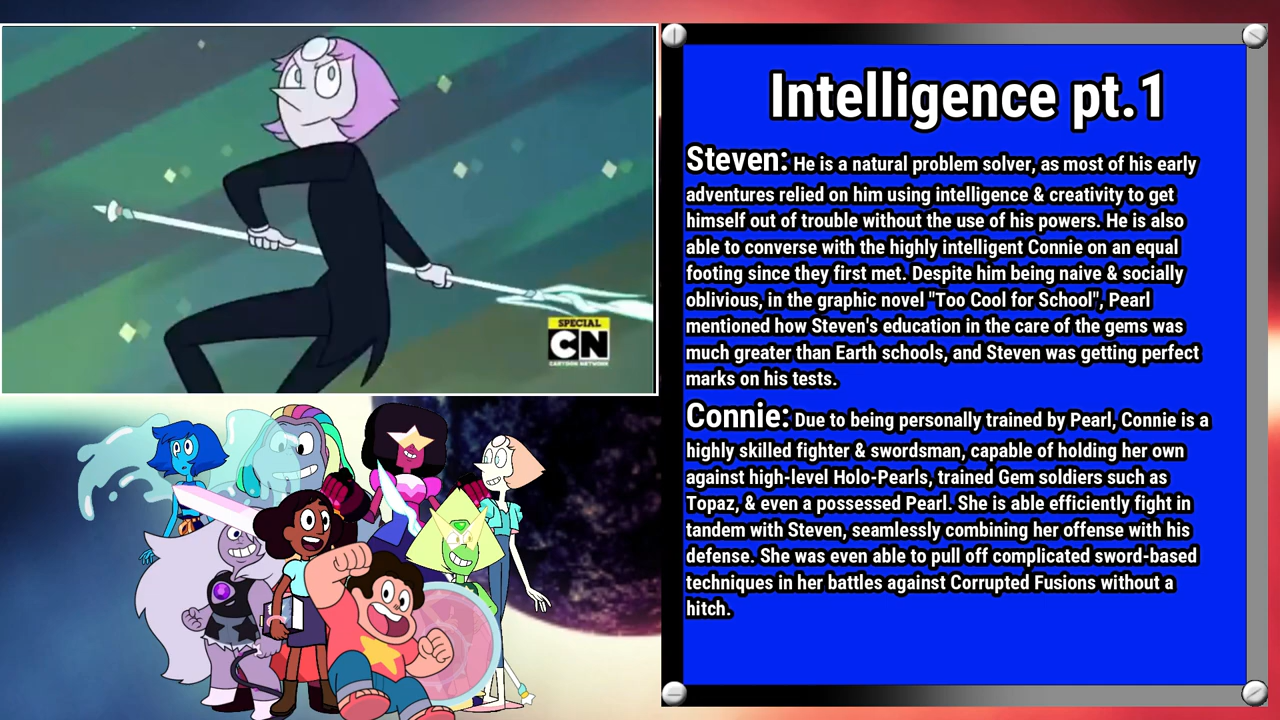 Intelligence pt.1
Steven: He is a natural problem solver, as most of his early
adventures relied on him using intelligence & creativity to get
himself out of trouble without the use of his powers. He is also
able to converse with the highly intelligent Connie on an equal
footing since they first met. Despite him being naive & socially
oblivious, in the graphic novel "Too Cool for School", Pearl
mentioned how Steven's education in the care of the gems was
much greater than Earth schools, and Steven was getting perfect
marks on his tests.
Connie: Due to being personally trained by Pearl, Connie is a
highly skilled fighter & swordsman, capable of holding her own
against high-level Holo-Pearls, trained Gem soldiers such as
Topaz, & even a possessed Pearl. She is able efficiently fight in
tandem with Steven, seamlessly combining her offense with his
defense. She was even able to pull off complicated sword-based
techniques in her battles against Corrupted Fusions without a
hitch.
SPECIAL
CN
CARTOON NETWORK